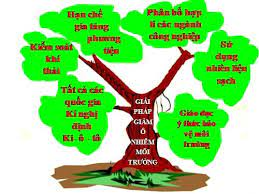 Hạn chế
gia tăng
phương
tiện
Phân bố hợp
lí các ngành
công nghiệp
Kiểm soát
khí
thải
Sử
dụng
nhiên liệu
sạch
Tất cả các
quốc gia
Kí nghị
định
Ki - ô - tô
Giáo dục
ý thức bảo
vệ môi
trường
GIẢI
PHÁP
GIẢM
Ô
NHIỄM
MÔI
TRƯỜNG